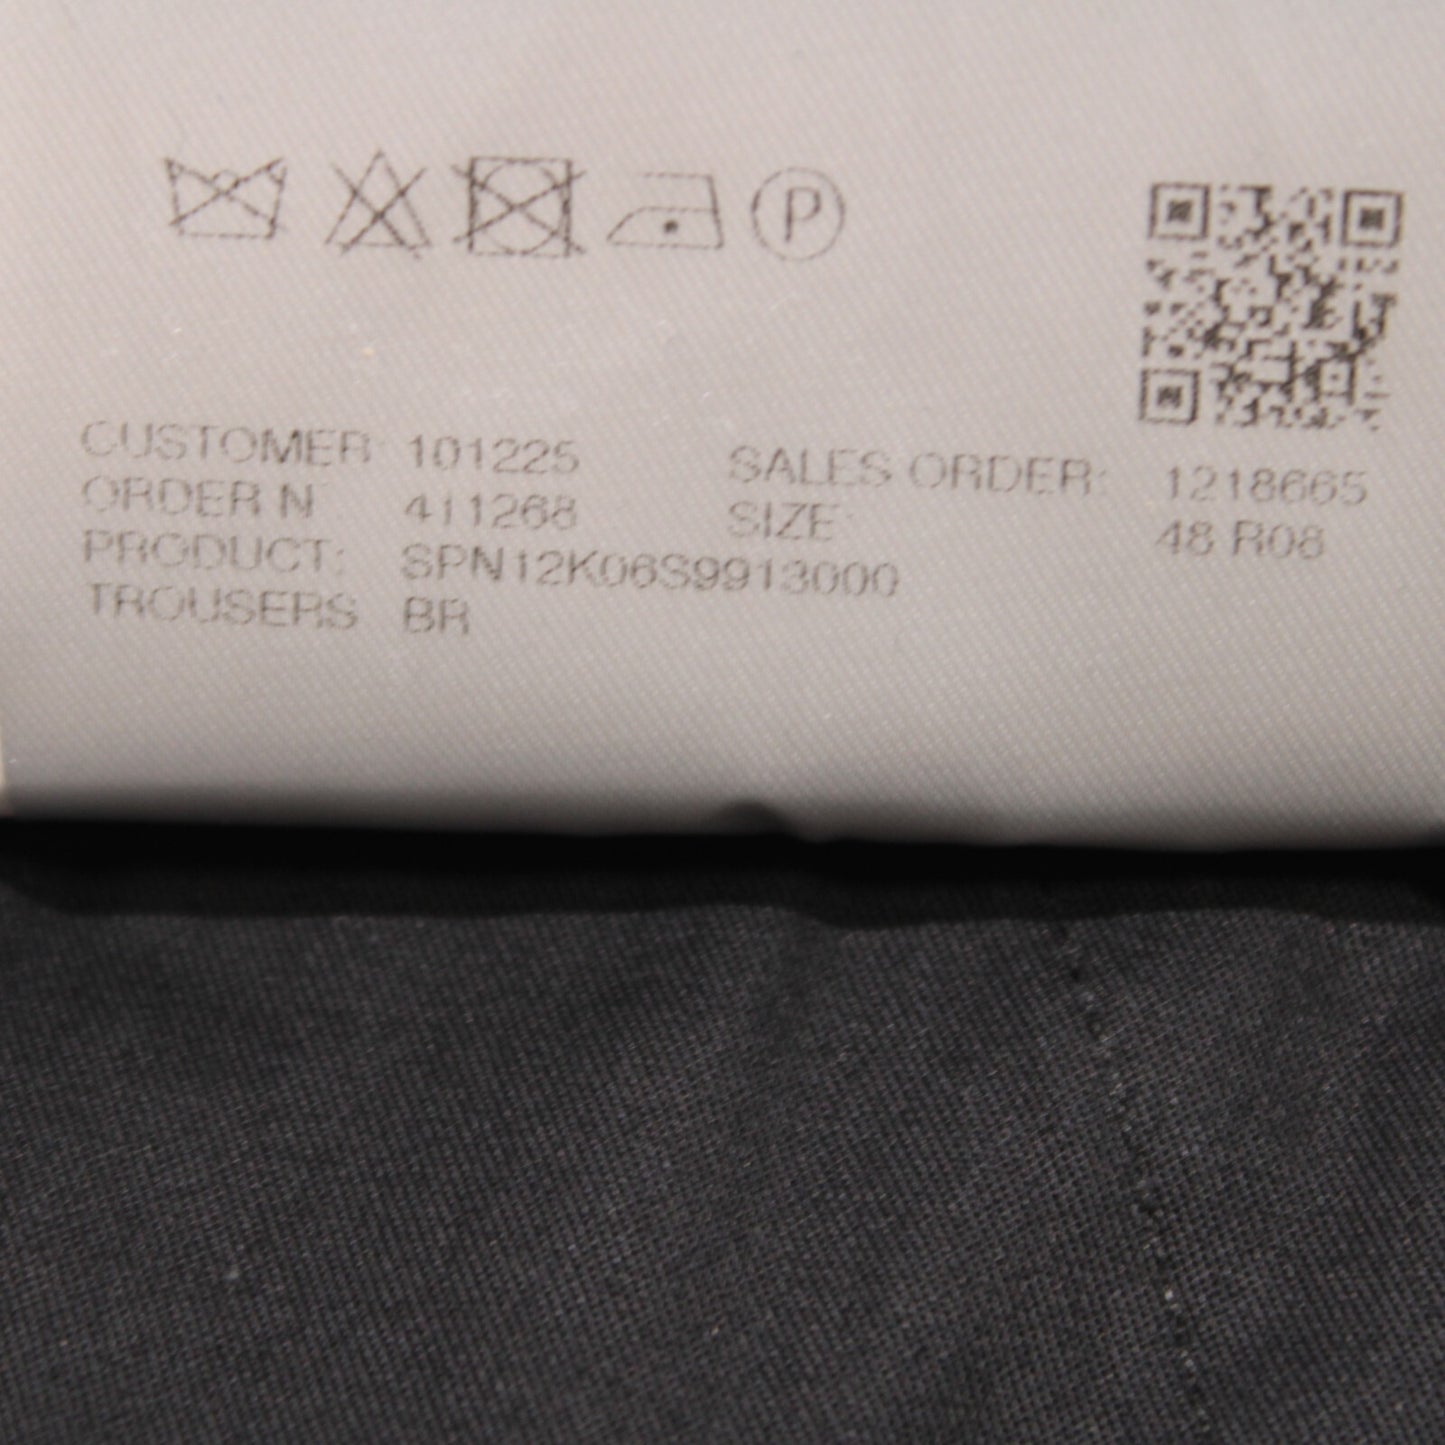 P
CUSTOMER: 101225 SALES ORDER: 1218665
ORDER N 411268 SIZE: 48 R08
PRODUCT: SPN12K06S9913000
TROUSERS BR